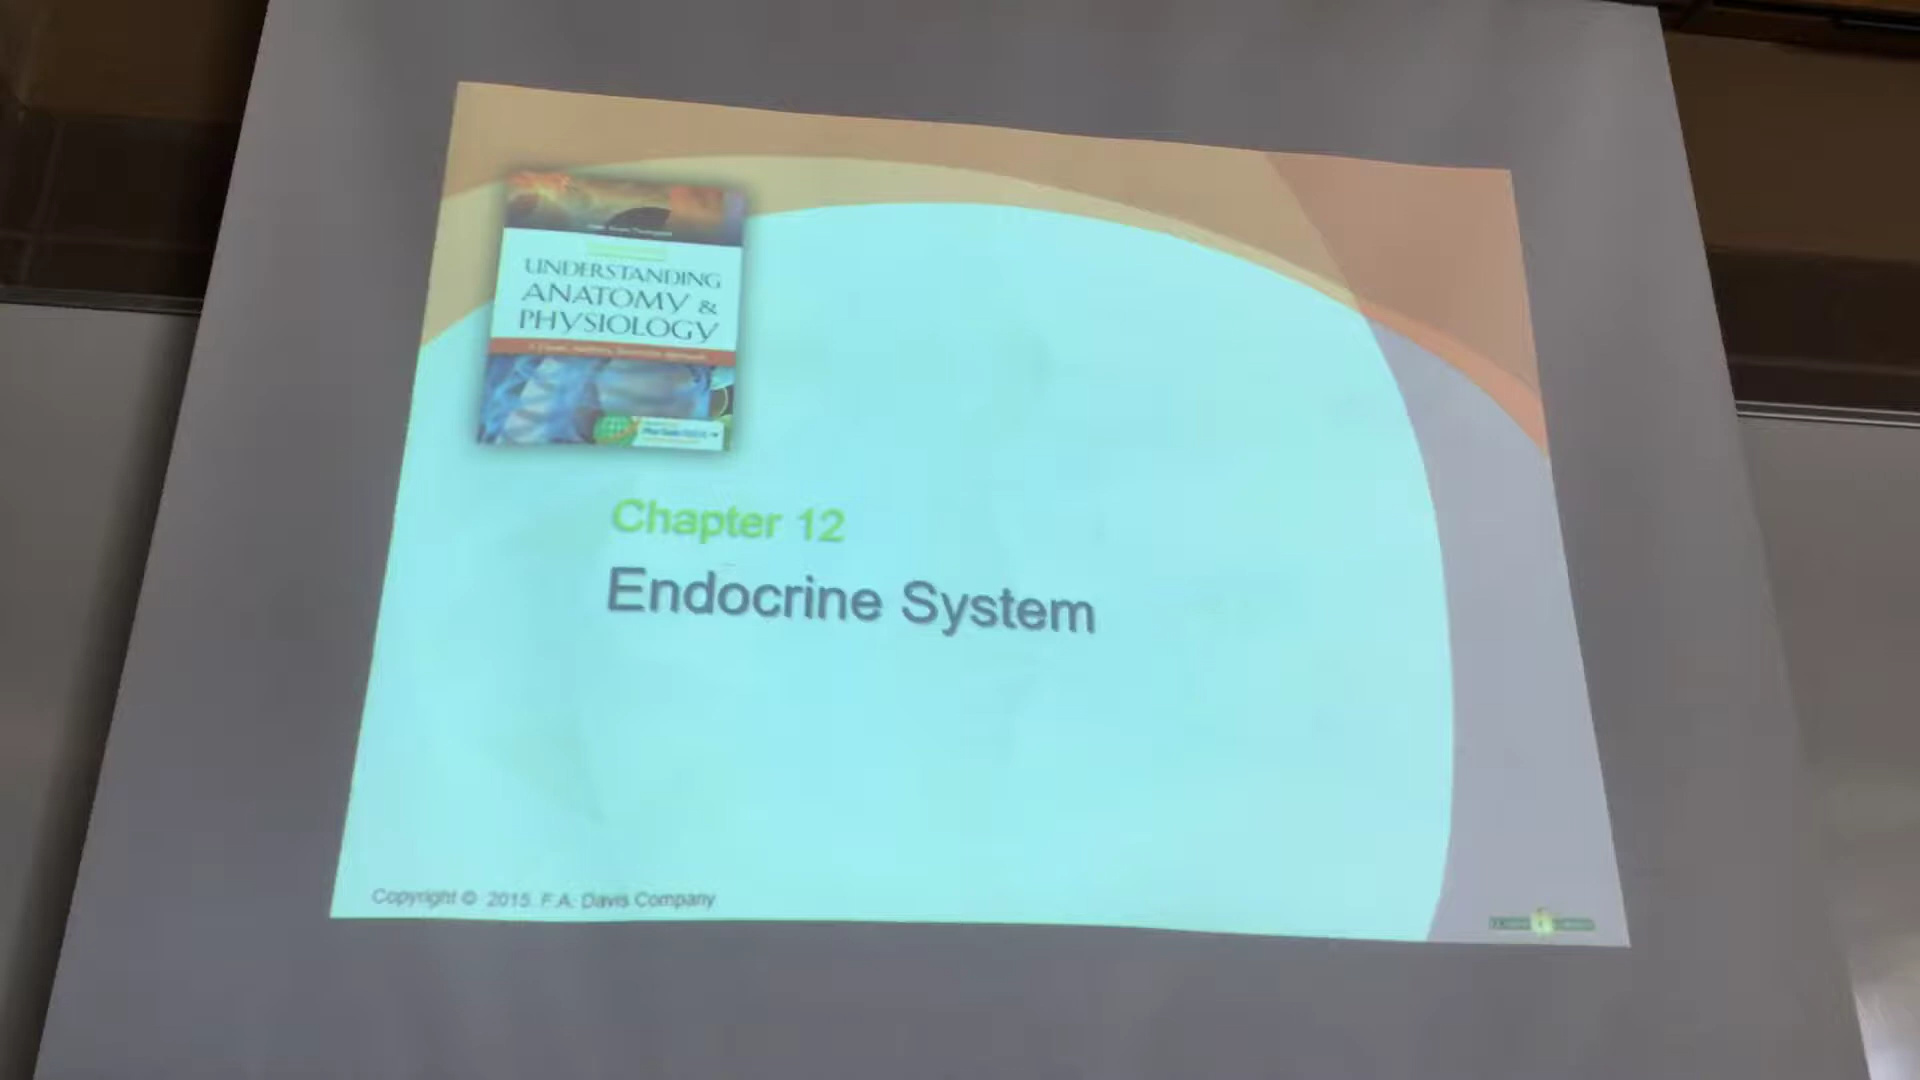 UNDERSTANDING
ANATOMY &
PHYSIOLOGY
Chapter 12
Endocrine System
Copyright © 2015. F.A. Davis Company